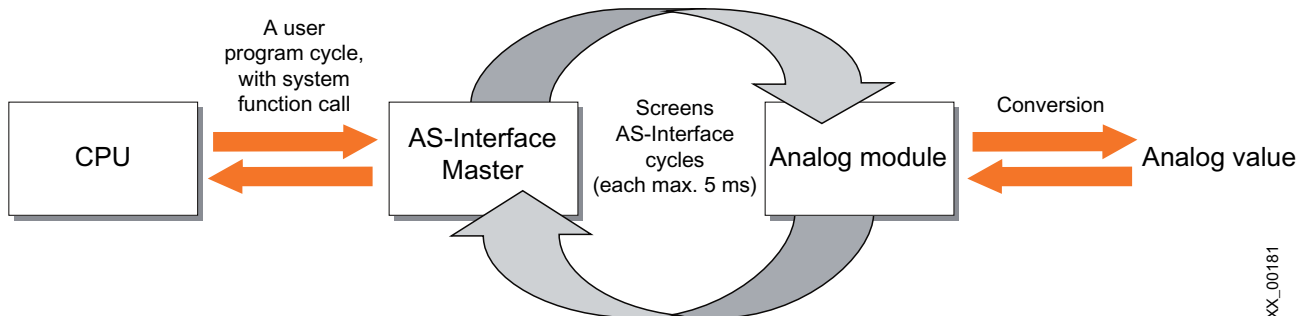 A user
program cycle,
with system
function call
CPU
AS-Interface
Master
Screens
AS-Interface
cycles
(each max. 5 ms)
Analog module
Conversion
Analog value
XX_00181